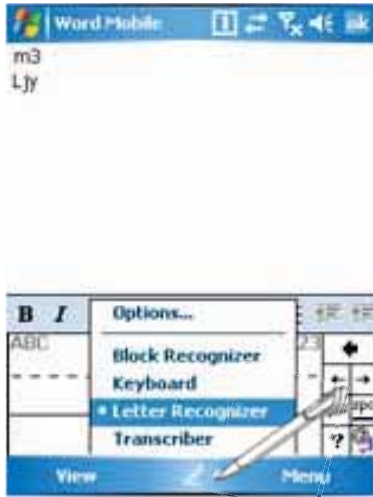 Word Mobile ok
m3
Ljy
B I
Options...
ABC
Block Recognizer
Keyboard
• Letter Recognizer
Transcriber
?
View
Menu